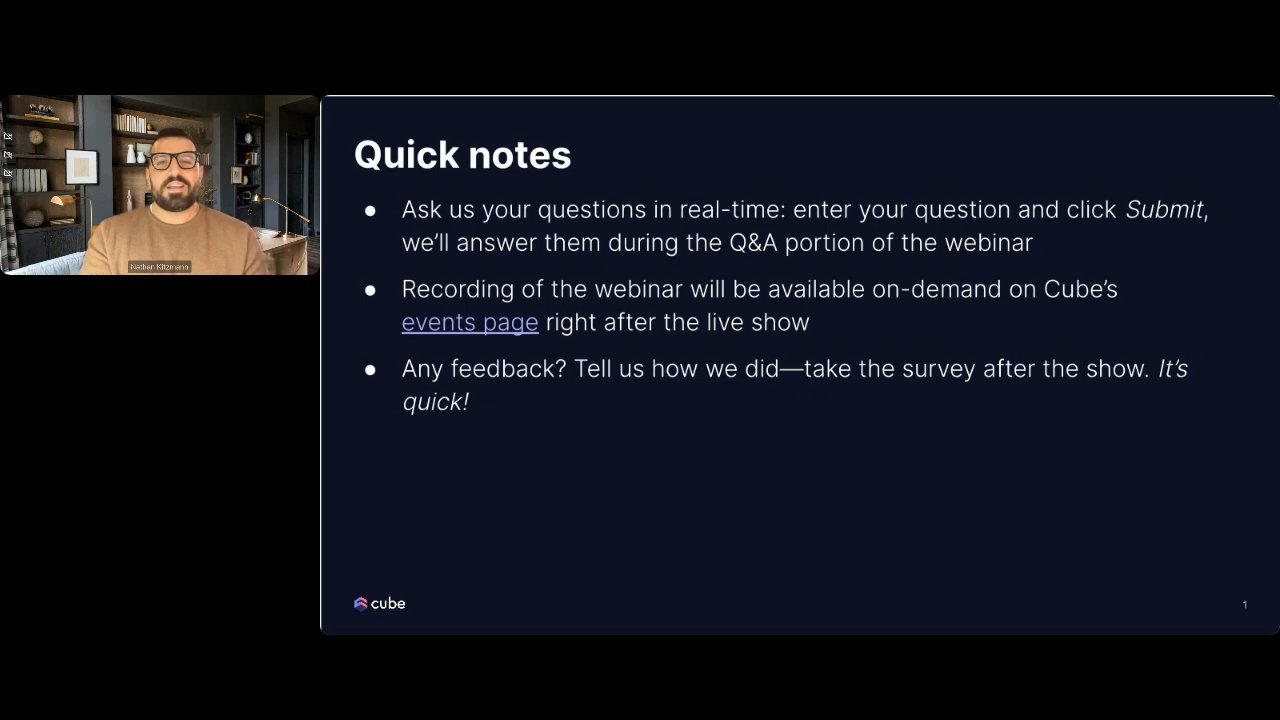 Nathan Kitzmann
Quick notes
● Ask us your questions in real-time: enter your question and click Submit,
we’ll answer them during the Q&A portion of the webinar
● Recording of the webinar will be available on-demand on Cube’s
events page right after the live show
● Any feedback? Tell us how we did—take the survey after the show. It’s
quick!
cube
1